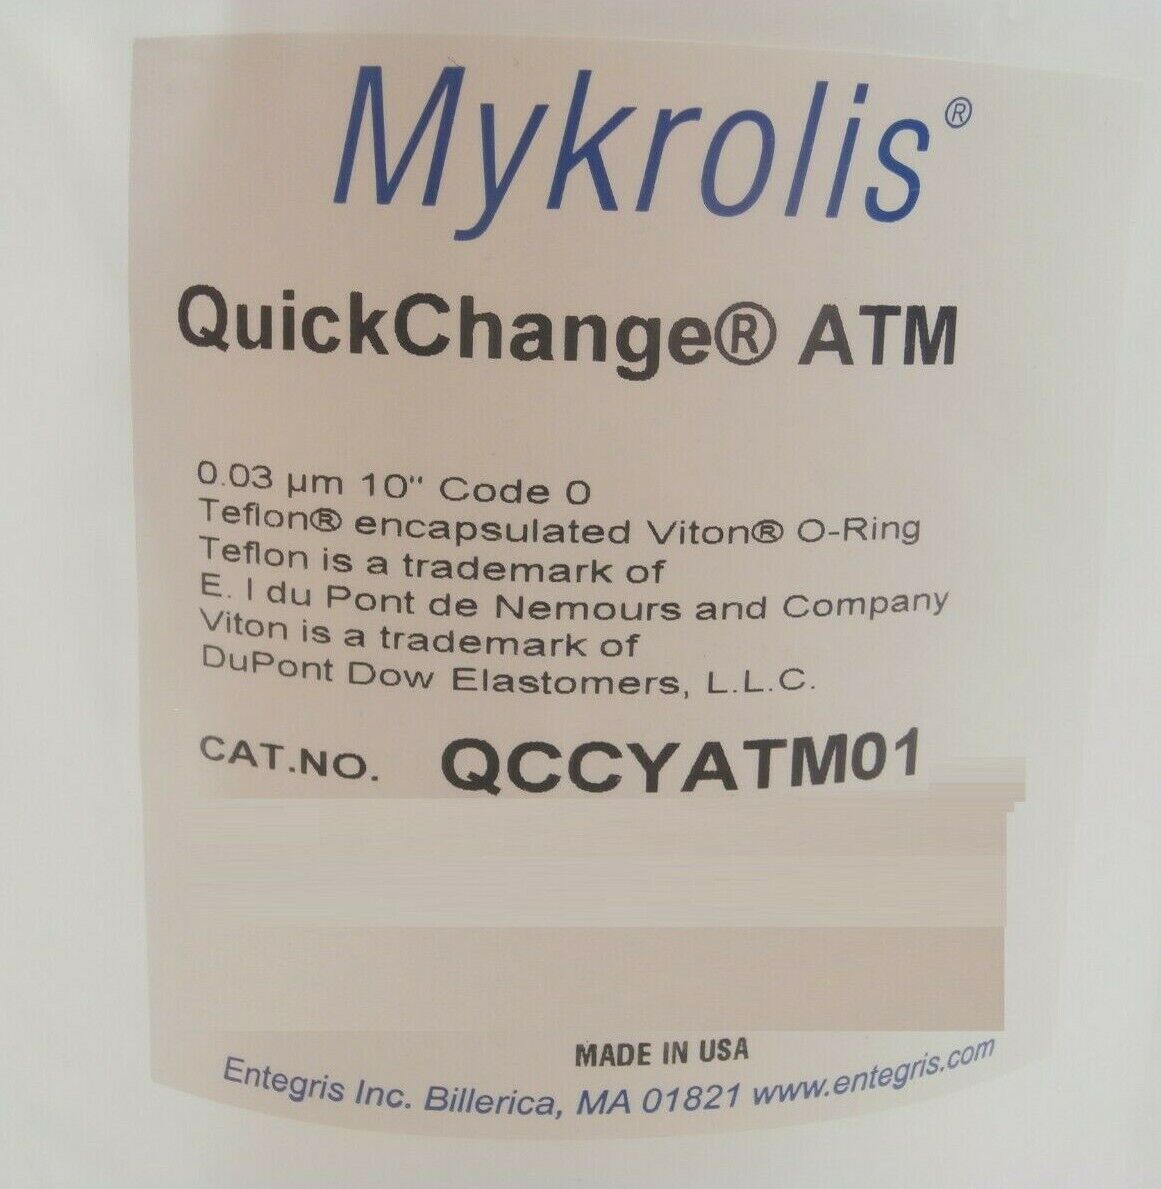 Mykrolis®
QuickChange® ATM
0.03 µm 10" Code 0
Teflon® encapsulated Viton® O-Ring
Teflon is a trademark of
E. I du Pont de Nemours and Company
Viton is a trademark of
DuPont Dow Elastomers, L.L.C.
CAT.NO. QCCYATM01
MADE IN USA
Entegris Inc. Billerica, MA 01821 www.entegris.com